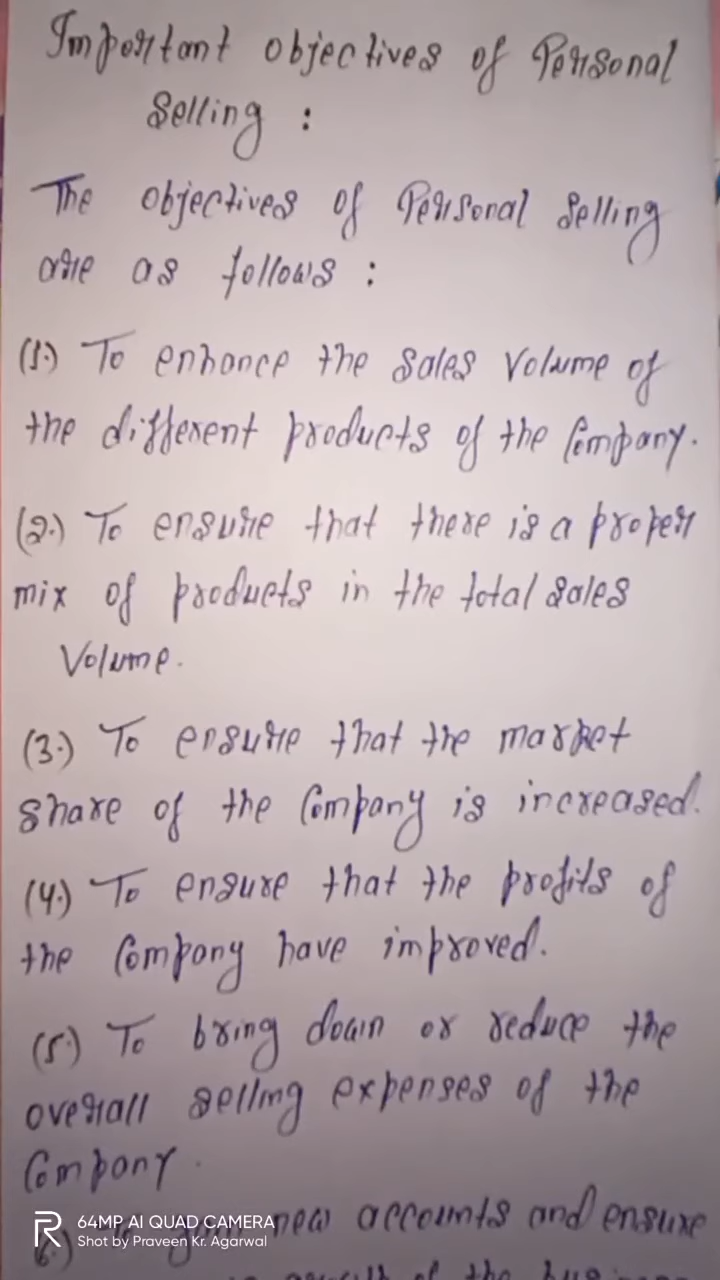 Important objectives of Personal
Selling :
The objectives of Personal Selling
are as follows :
(1.) To enhance the sales Volume of
the different products of the Company.
(2.) To ensure that there is a proper
mix of products in the total sales
Volume.
(3.) To ensure that the market
share of the Company is increased.
(4.) To ensure that the profits of
the Company have improved.
(5.) To bring down or reduce the
overall selling expenses of the
Company.
6.) new accounts and ensure
of the
64MP AI QUAD CAMERA
Shot by Praveen Kr. Agarwal